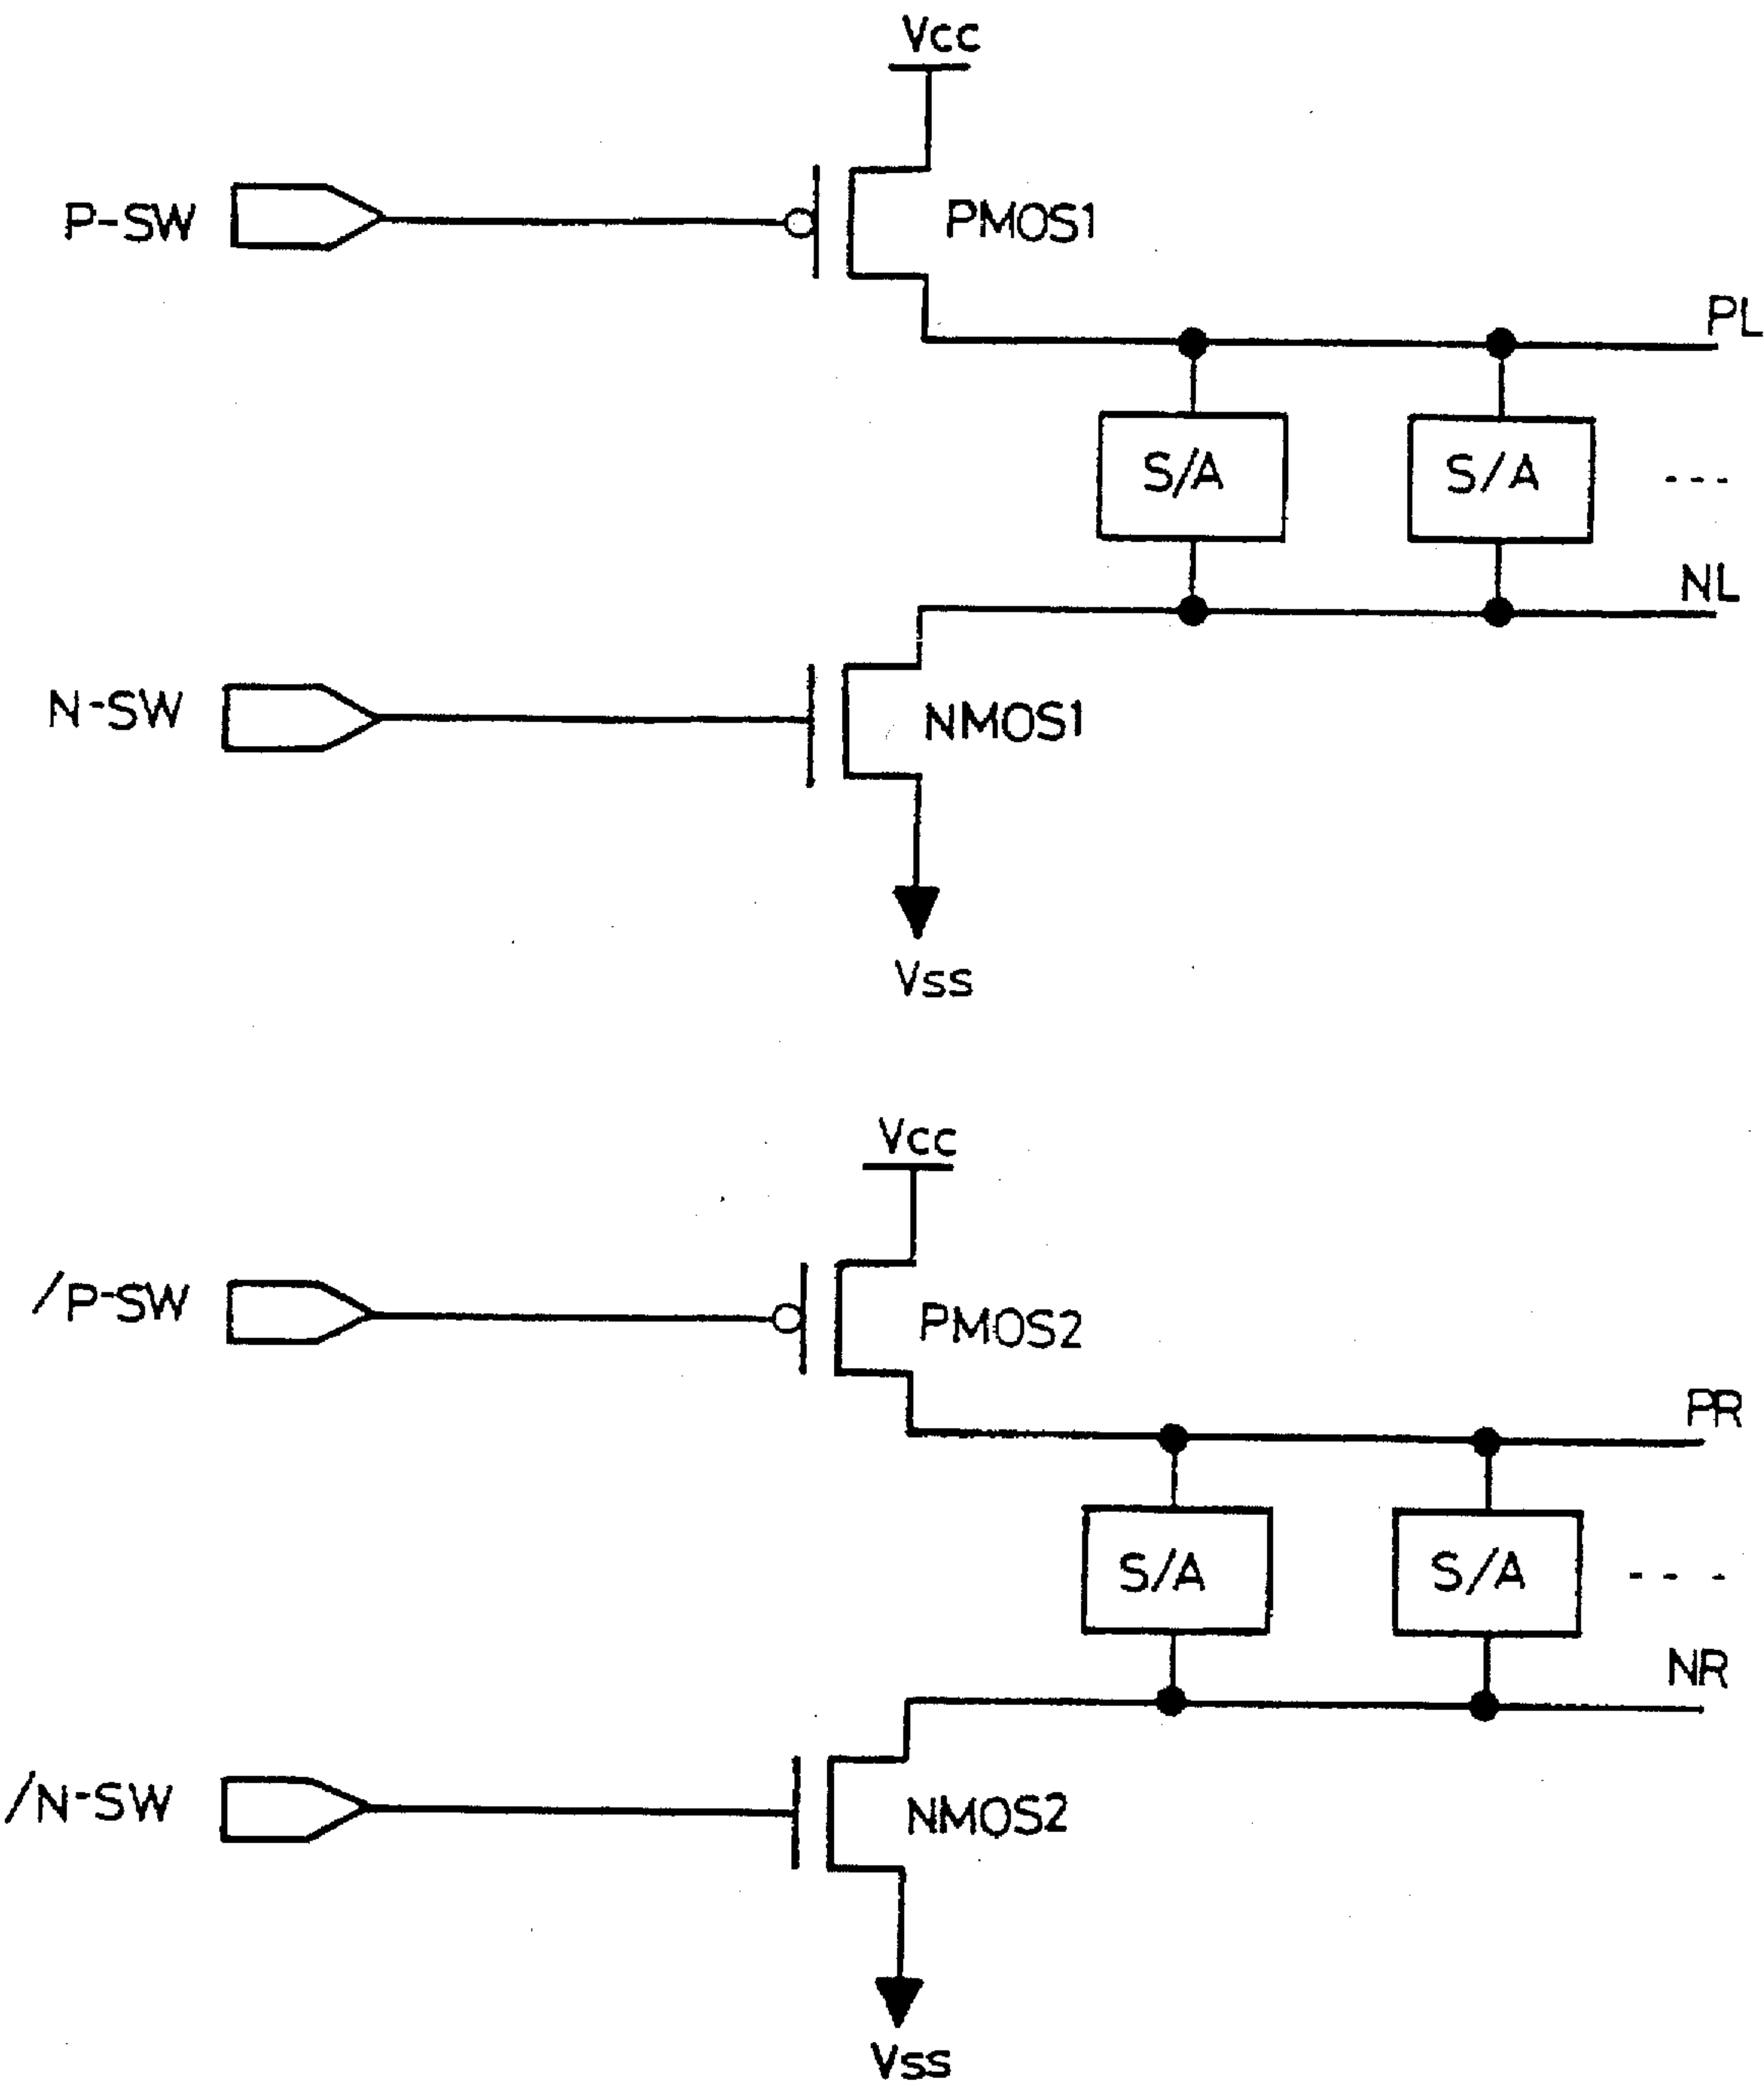 Vcc
P-SW
PMOS1
PL
S/A
S/A
---
NL
N-SW
NMOS1
Vss
Vcc
/P-SW
PMOS2
PR
S/A
S/A
----
NR
/N-SW
NMOS2
Vss